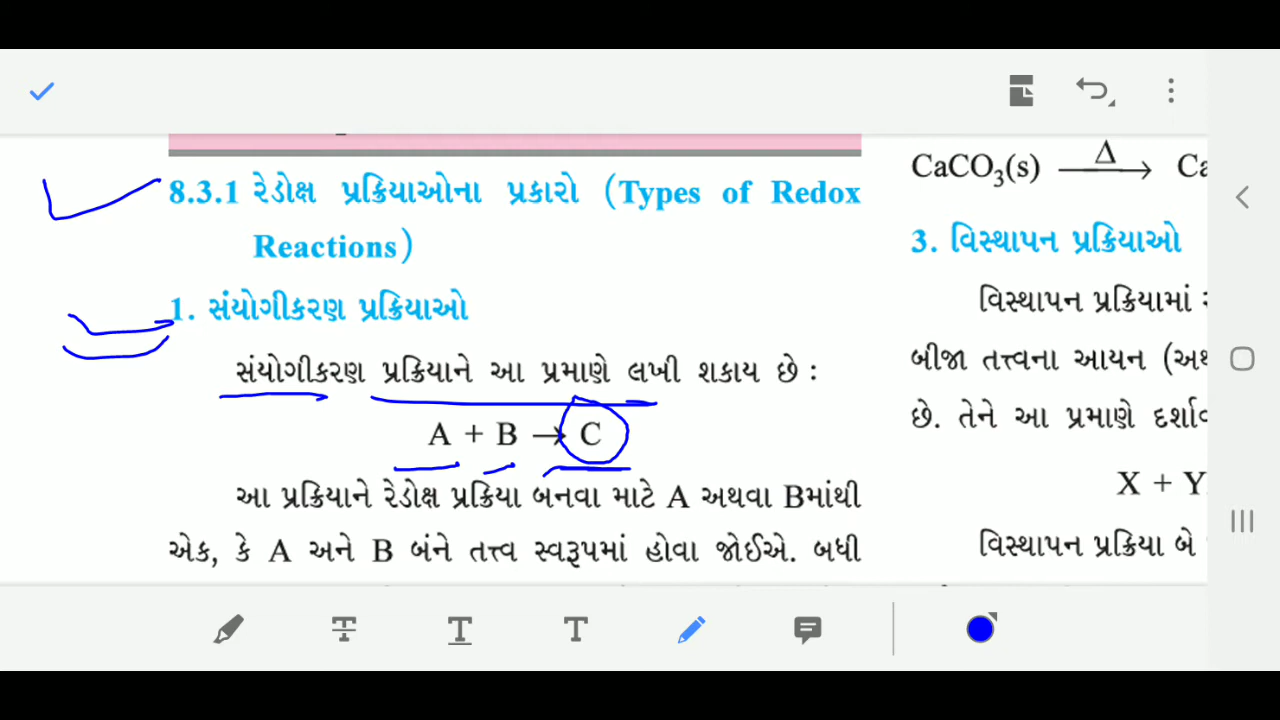 8.3.1 રેડોક્ષ પ્રક્રિયાઓના પ્રકારો (Types of Redox
Reactions)
1. સંયોગીકરણ પ્રક્રિયાઓ
સંયોગીકરણ પ્રક્રિયાને આ પ્રમાણે લખી શકાય છે :
A + B → C
આ પ્રક્રિયાને રેડોક્ષ પ્રક્રિયા બનવા માટે A અથવા Bમાંથી
એક, કે A અને B બંને તત્ત્વ સ્વરૂપમાં હોવા જોઈએ. બધી
CaCO₃(s) —Δ→
3. વિસ્થાપન પ્રક્રિયાઓ
વિસ્થાપન પ્રક્રિયામાં
બીજા તત્ત્વના આયન
છે. તેને આ પ્રમાણે
X + Y
વિસ્થાપન પ્રક્રિયા બે